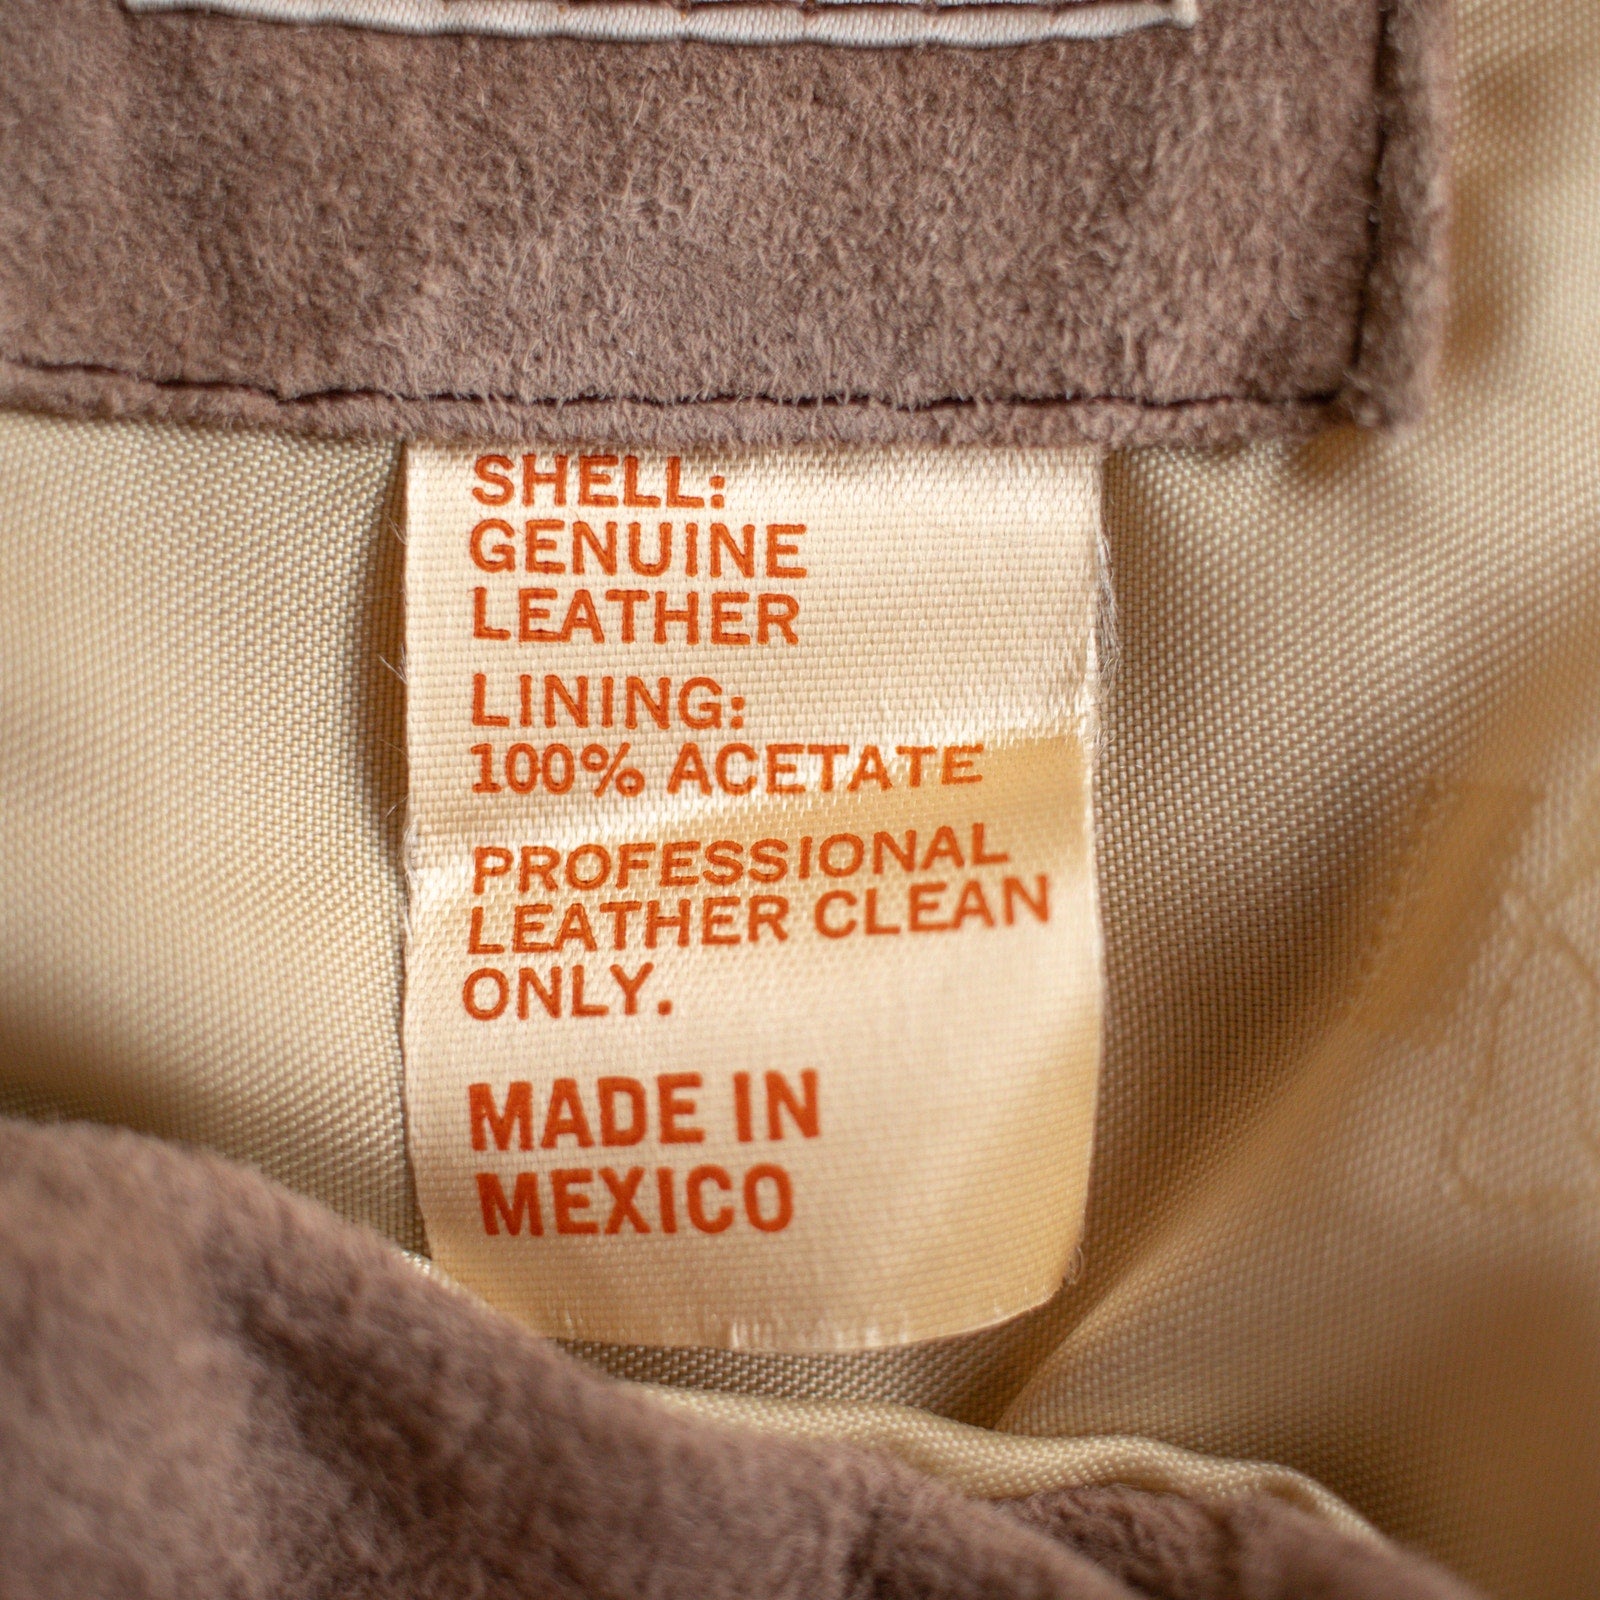 SHELL:
GENUINE
LEATHER
LINING:
100% ACETATE
PROFESSIONAL
LEATHER CLEAN
ONLY.
MADE IN
MEXICO